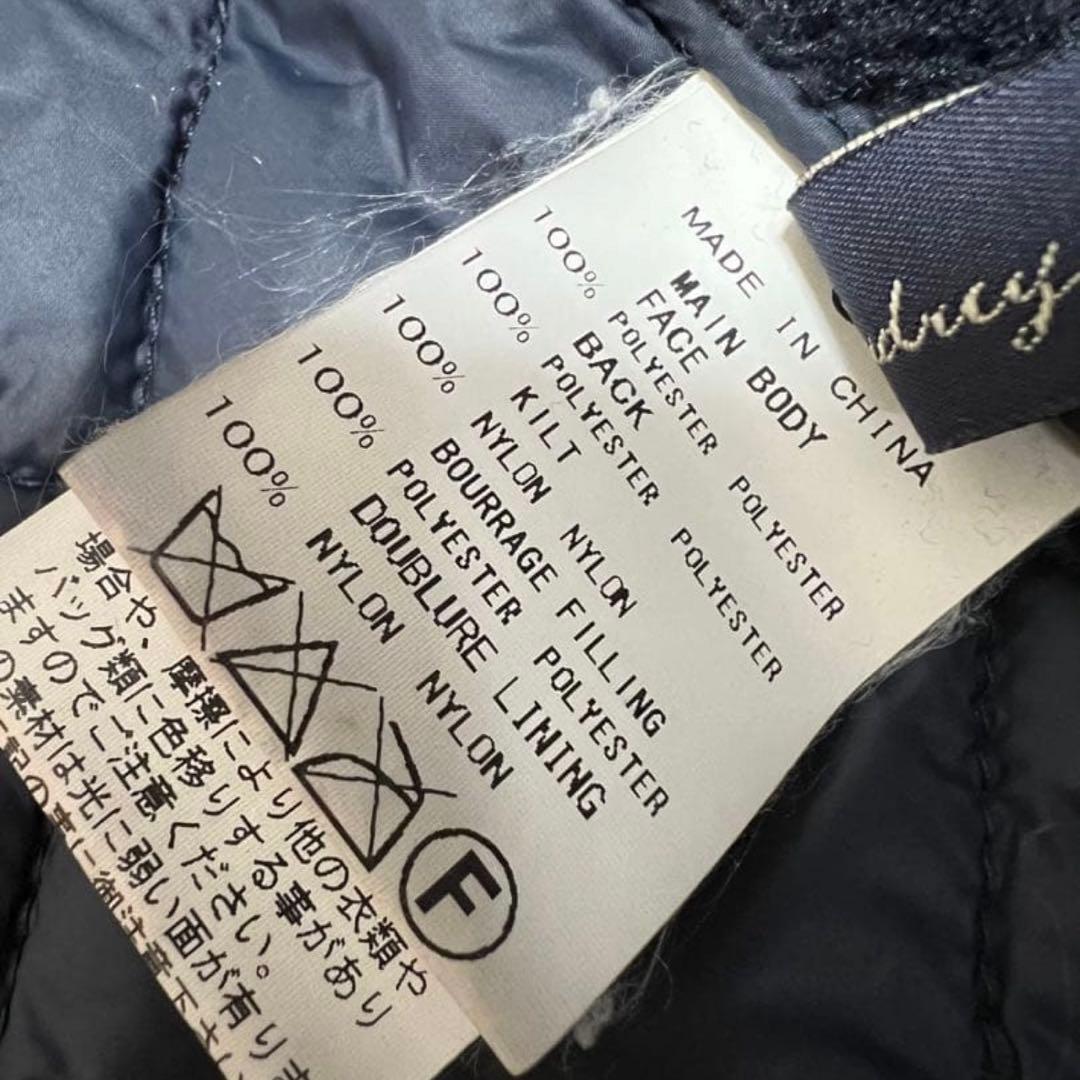 MADE IN CHINA
MAIN BODY
FACE
100% POLYESTER POLYESTER
BACK
100% POLYESTER POLYESTER
KILT
100% NYLON NYLON
BOURRAGE FILLING
100% POLYESTER POLYESTER
DOUBLURE LINING
100% NYLON NYLON
F
場合や、摩擦により他の衣類や
バッグ類に色移りする事があり
ますのでご注意ください。
の素材は光に弱い面が有りま